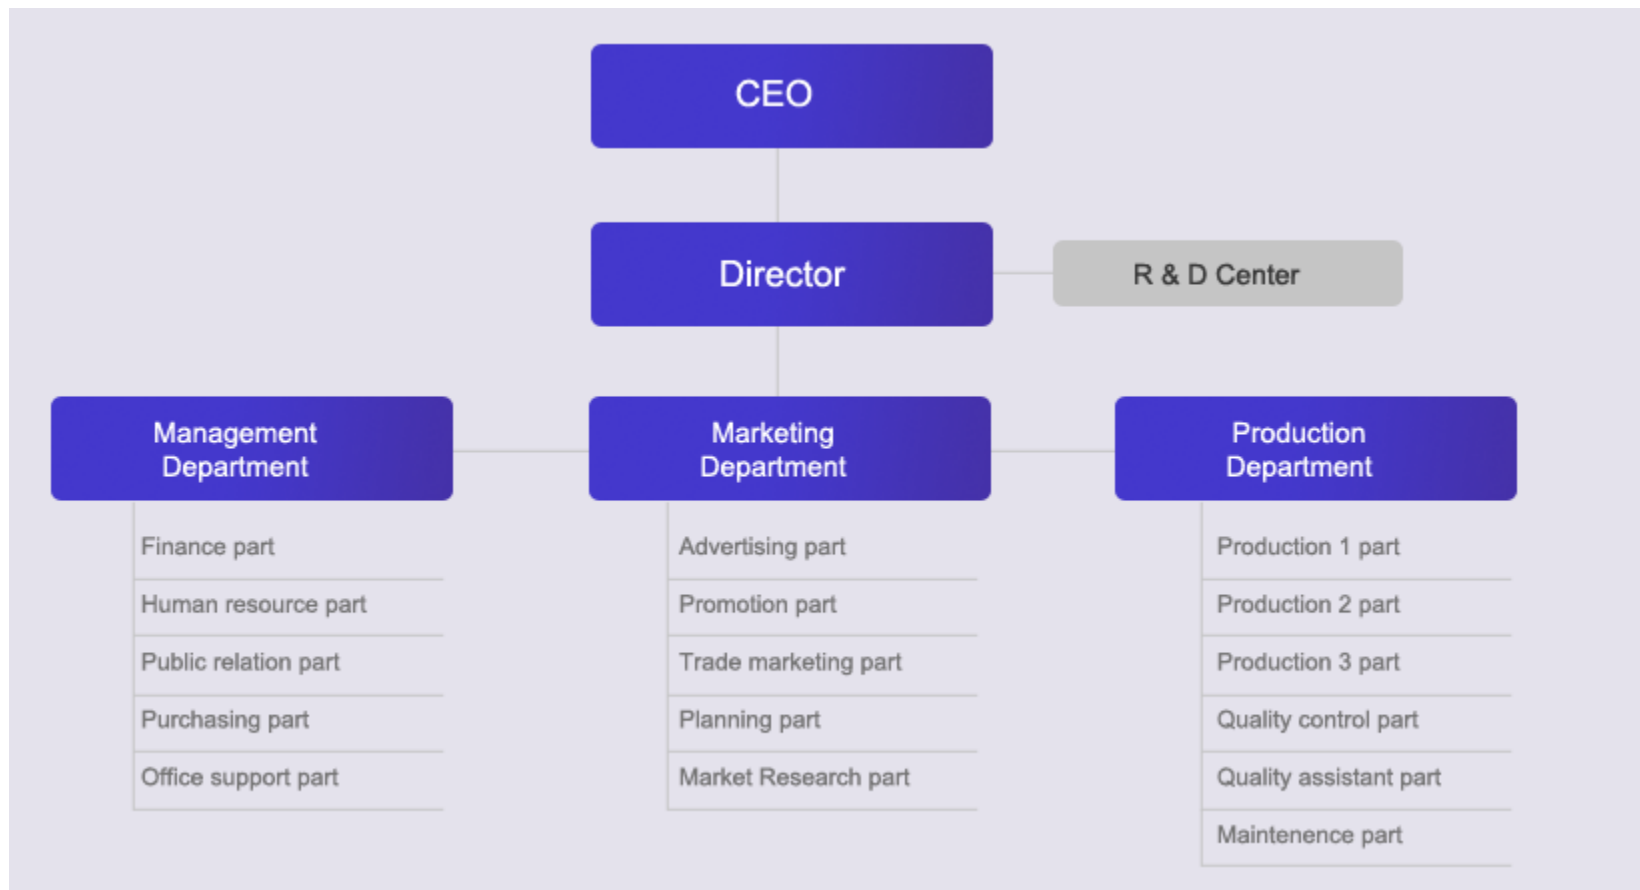 CEO
Director
R & D Center
Management
Department
Finance part
Human resource part
Public relation part
Purchasing part
Office support part
Marketing
Department
Advertising part
Promotion part
Trade marketing part
Planning part
Market Research part
Production
Department
Production 1 part
Production 2 part
Production 3 part
Quality control part
Quality assistant part
Maintenence part